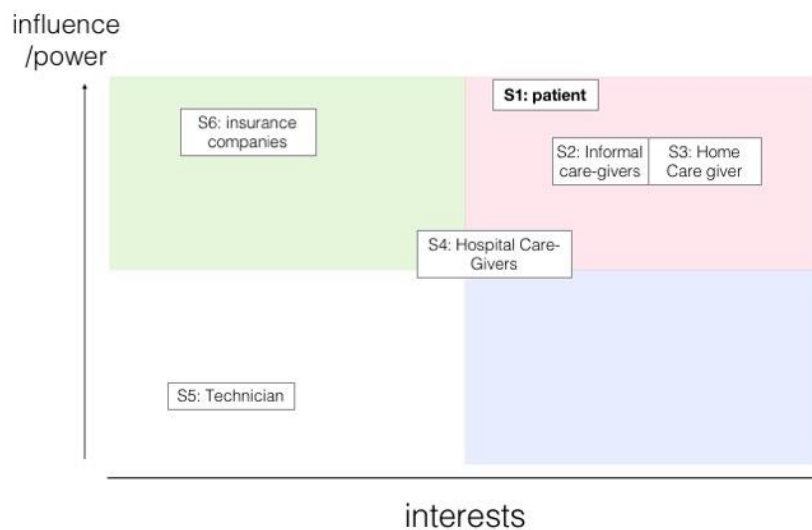 influence
/power
S1: patient
S6: insurance
companies
S2: Informal
care-givers
S3: Home
Care giver
S4: Hospital Care-
Givers
S5: Technician
interests